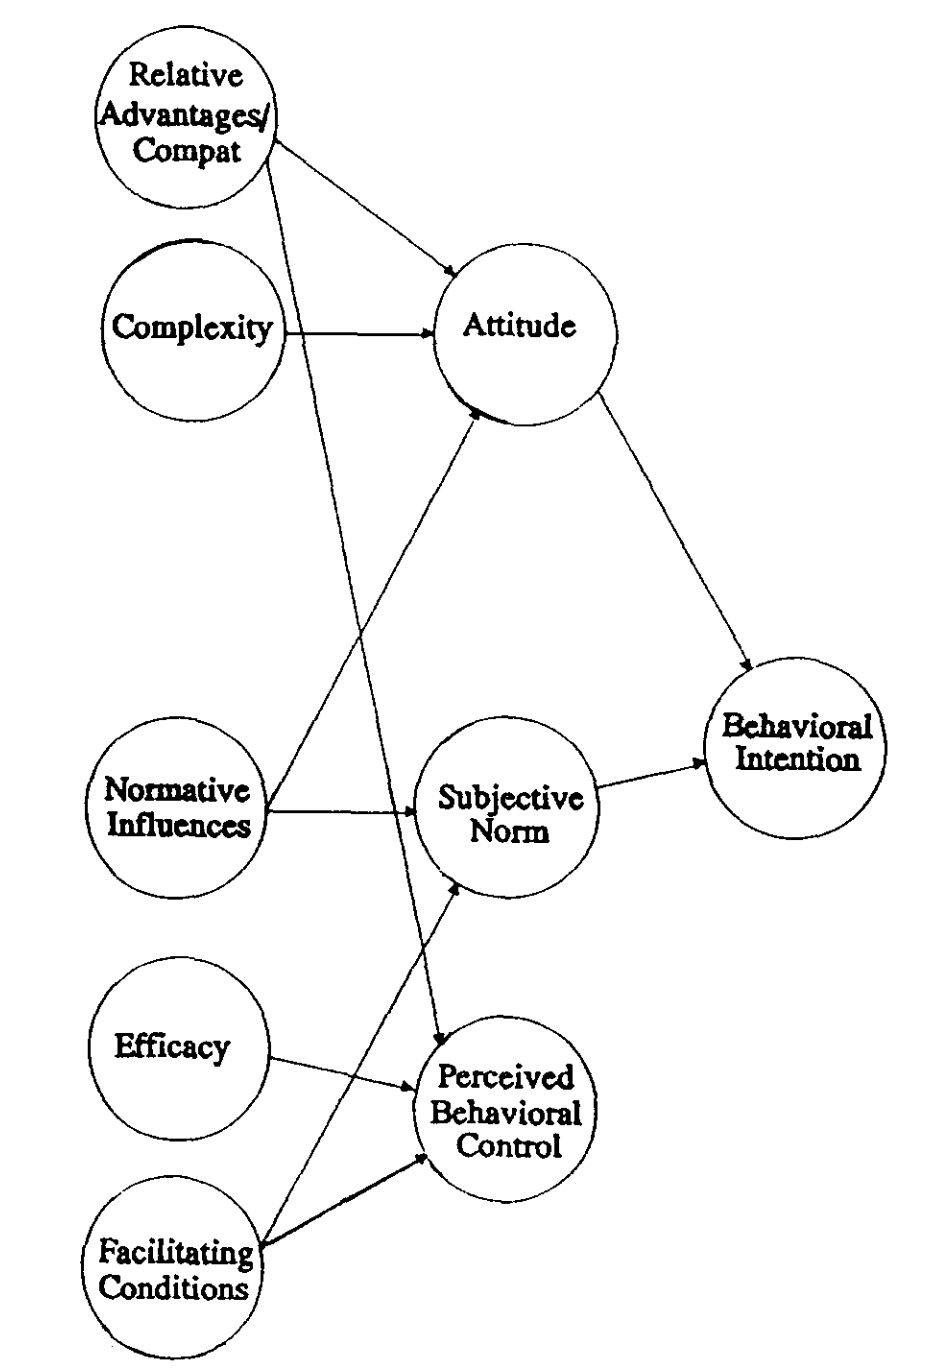 Relative
Advantages/
Compat
Complexity
Attitude
Behavioral
Intention
Normative
Influences
Subjective
Norm
Efficacy
Perceived
Behavioral
Control
Facilitating
Conditions